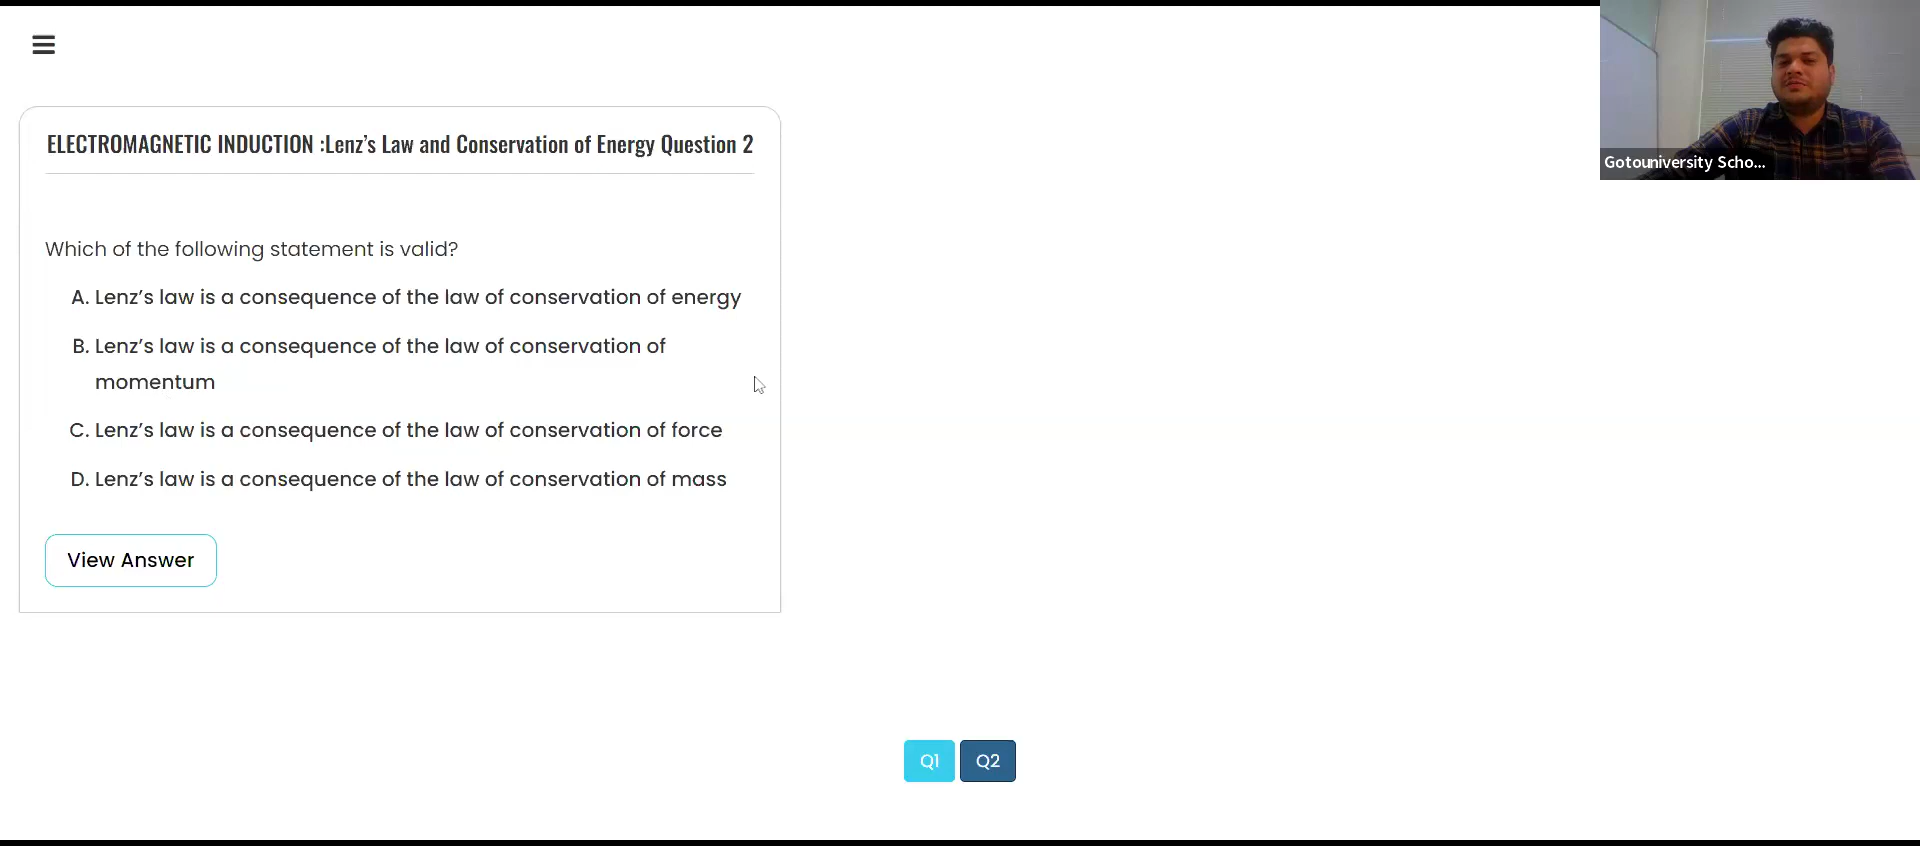 Gotouniversity Scho...
ELECTROMAGNETIC INDUCTION :Lenz’s Law and Conservation of Energy Question 2
Which of the following statement is valid?
A. Lenz’s law is a consequence of the law of conservation of energy
B. Lenz’s law is a consequence of the law of conservation of
momentum
C. Lenz’s law is a consequence of the law of conservation of force
D. Lenz’s law is a consequence of the law of conservation of mass
View Answer
Q1 Q2